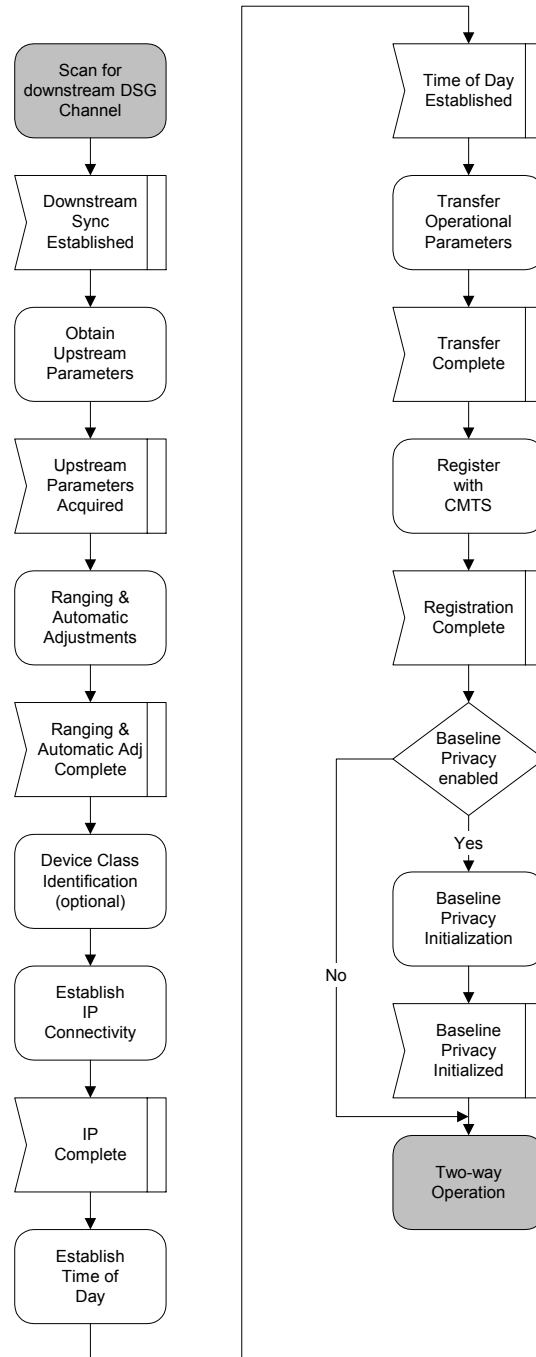 Scan for
downstream DSG
Channel
Downstream
Sync
Established
Obtain
Upstream
Parameters
Upstream
Parameters
Acquired
Ranging &
Automatic
Adjustments
Ranging &
Automatic Adj
Complete
Device Class
Identification
(optional)
Establish
IP
Connectivity
IP
Complete
Establish
Time of
Day
Time of Day
Established
Transfer
Operational
Parameters
Transfer
Complete
Register
with
CMTS
Registration
Complete
Baseline
Privacy
enabled
Yes
Baseline
Privacy
Initialization
No
Baseline
Privacy
Initialized
Two-way
Operation